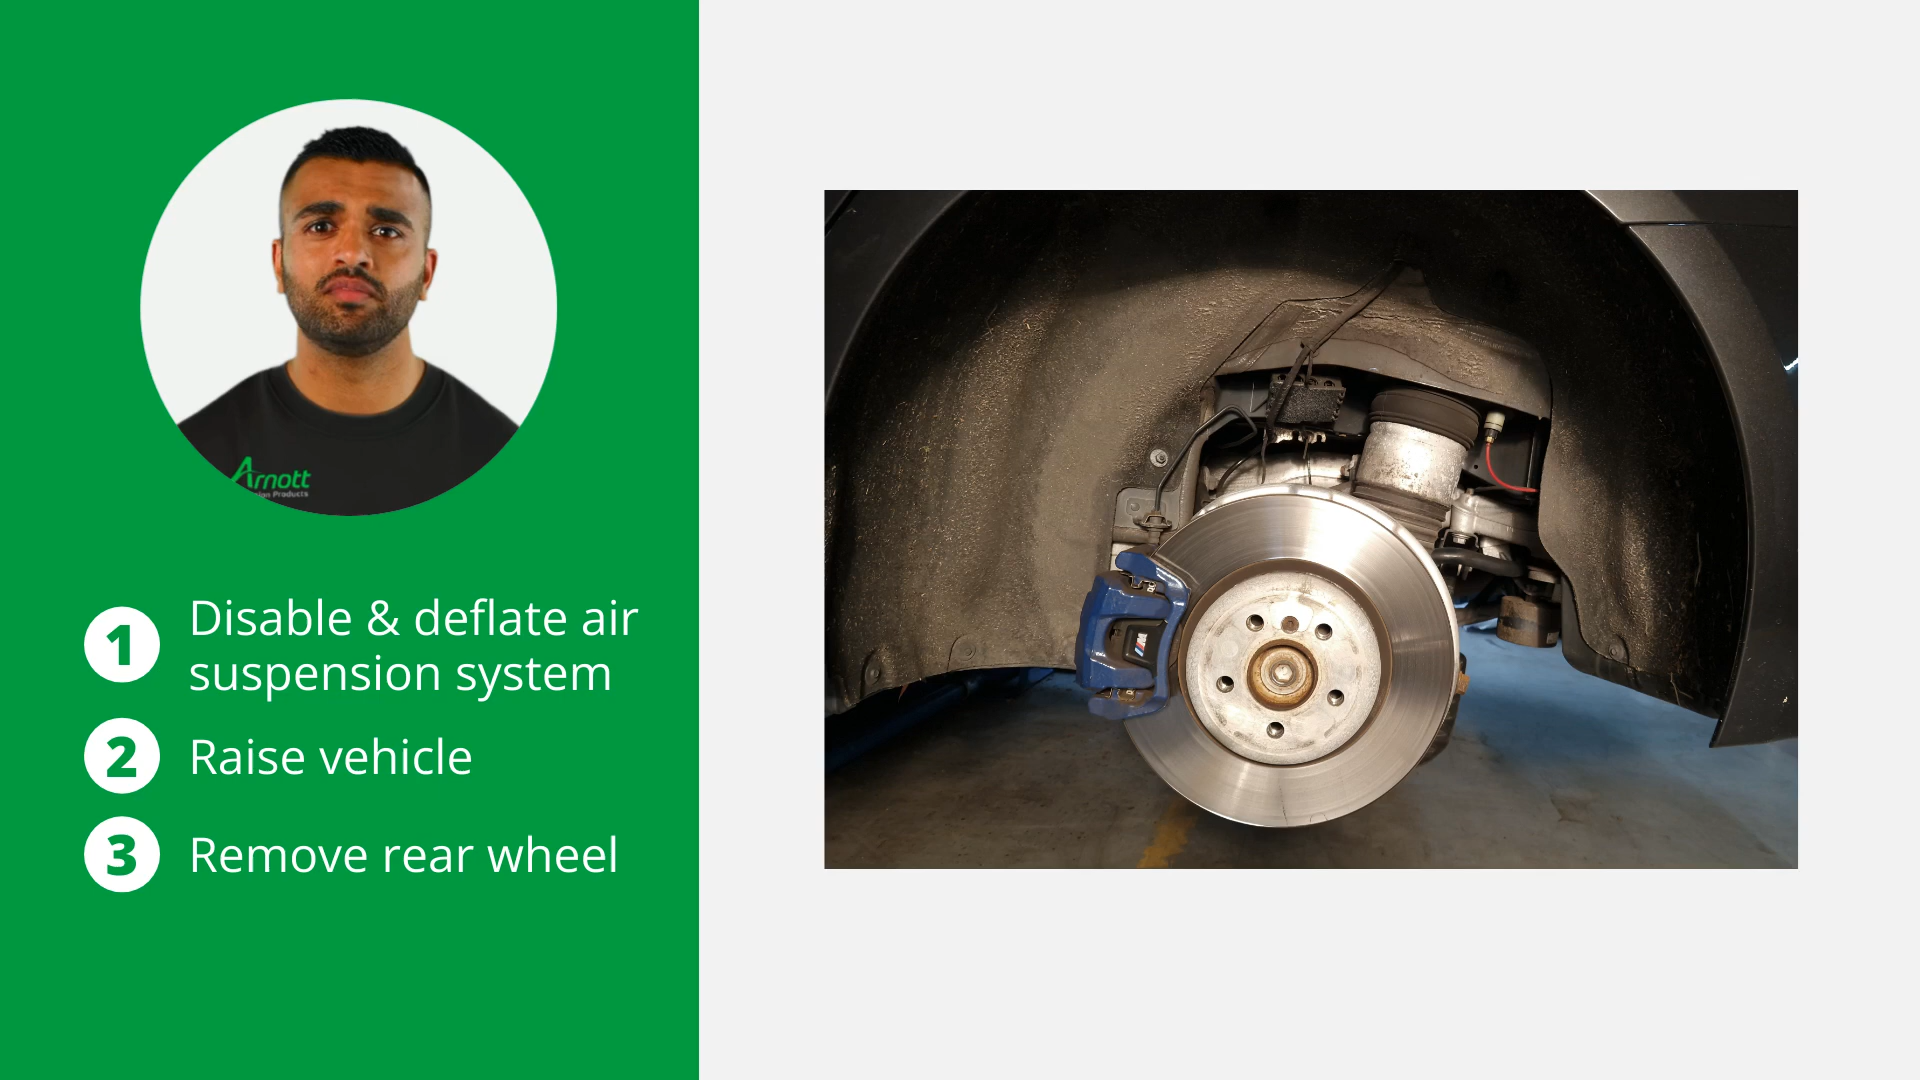 Arnott
1
Disable & deflate air
suspension system
2
Raise vehicle
3
Remove rear wheel